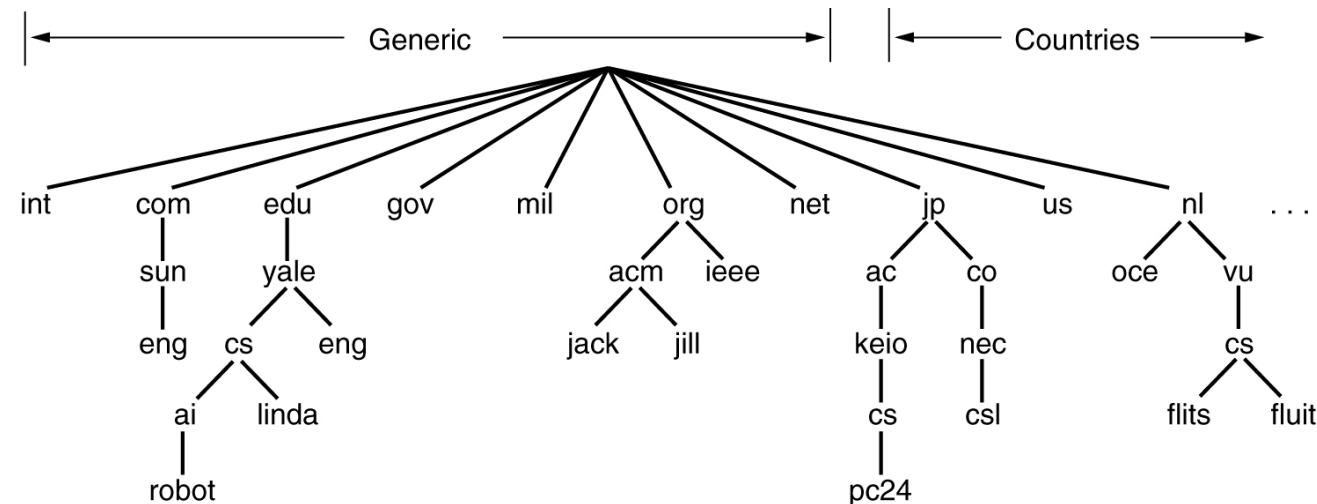 Generic Countries
int com edu gov mil org net jp us nl . . .
sun yale acm ieee ac co oce vu
eng cs eng jack jill keio nec cs
ai linda cs csl flits fluit
robot pc24